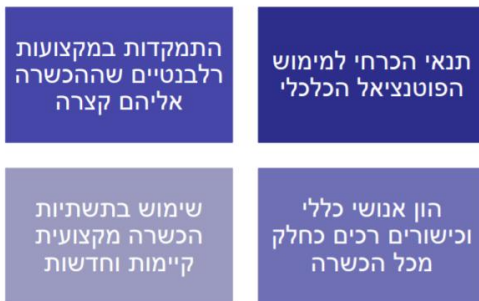 תנאי הכרחי למימוש
הפוטנציאל הכלכלי
התמקדות במקצועות
רלבנטיים שההכשרה
אליהם קצרה
הון אנושי כללי
וכישורים רכים כחלק
מכל הכשרה
שימוש בתשתיות
הכשרה מקצועית
קיימות וחדשות